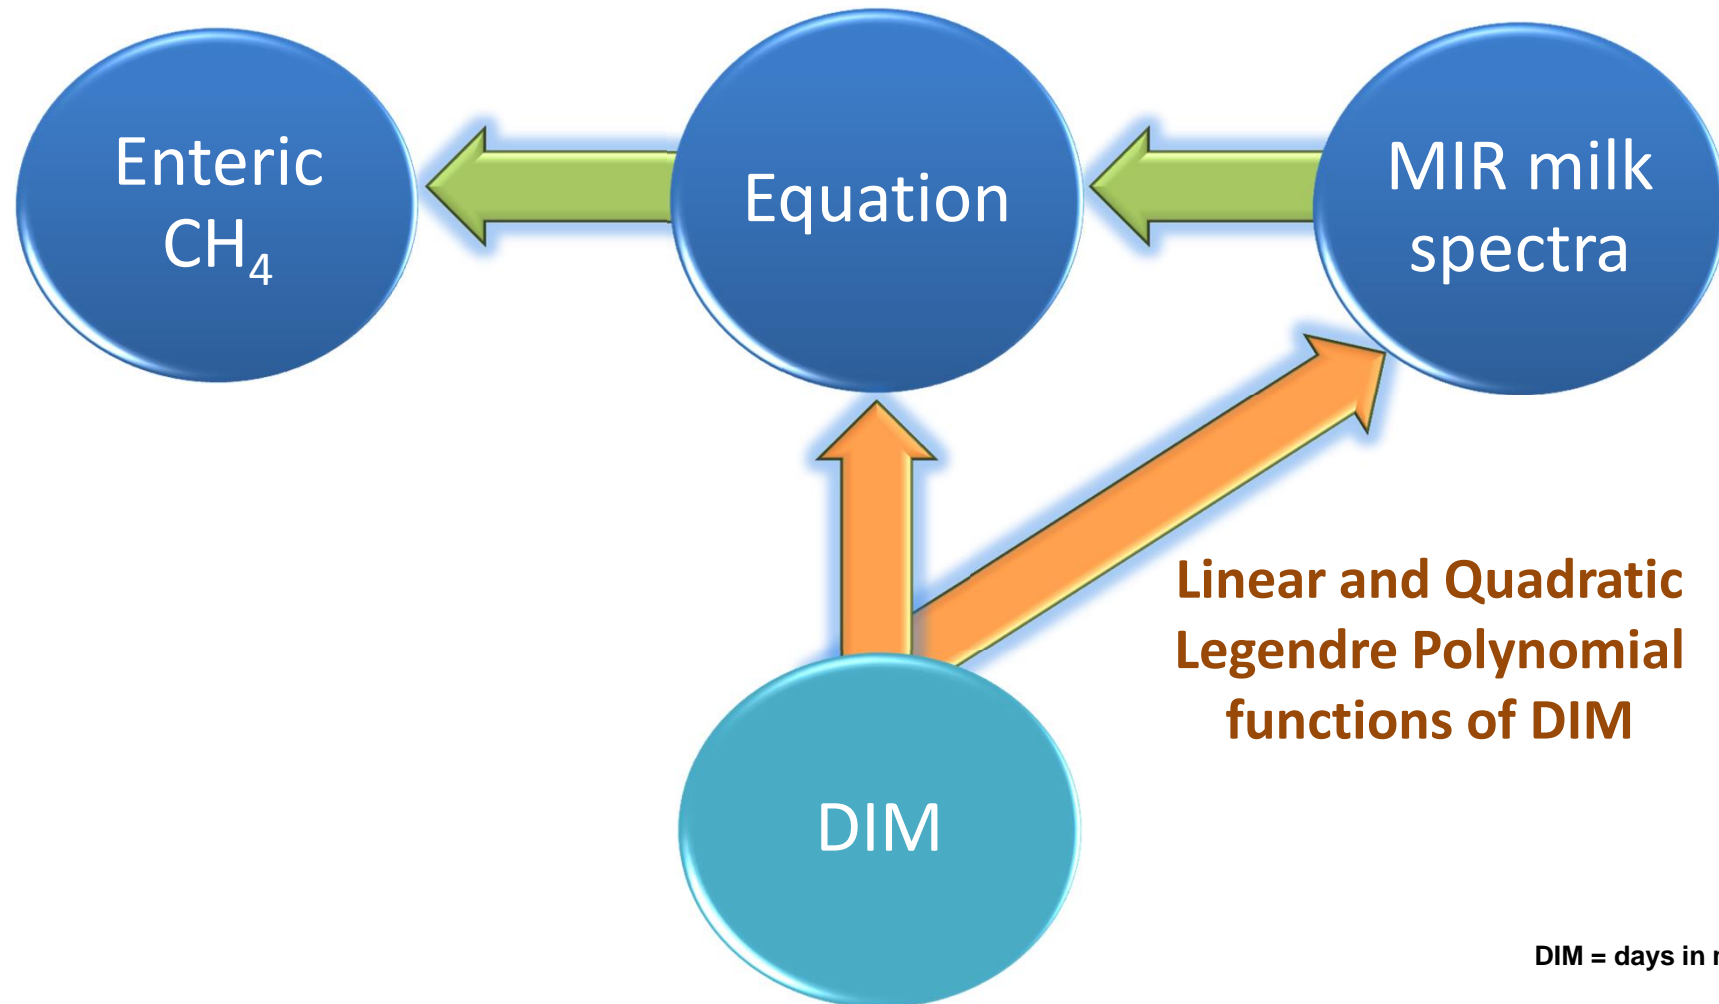 Enteric
CH₄
Equation
MIR milk
spectra
Linear and Quadratic
Legendre Polynomial
functions of DIM
DIM
DIM = days in